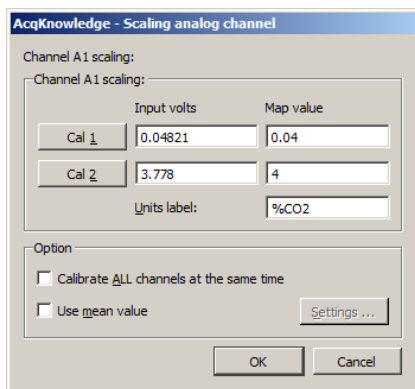 AcqKnowledge - Scaling analog channel
Channel A1 scaling:
Channel A1 scaling:
Input volts Map value
Cal 1 0.04821 0.04
Cal 2 3.778 4
Units label: %CO2
Option
Calibrate ALL channels at the same time
Use mean value Settings ...
OK Cancel